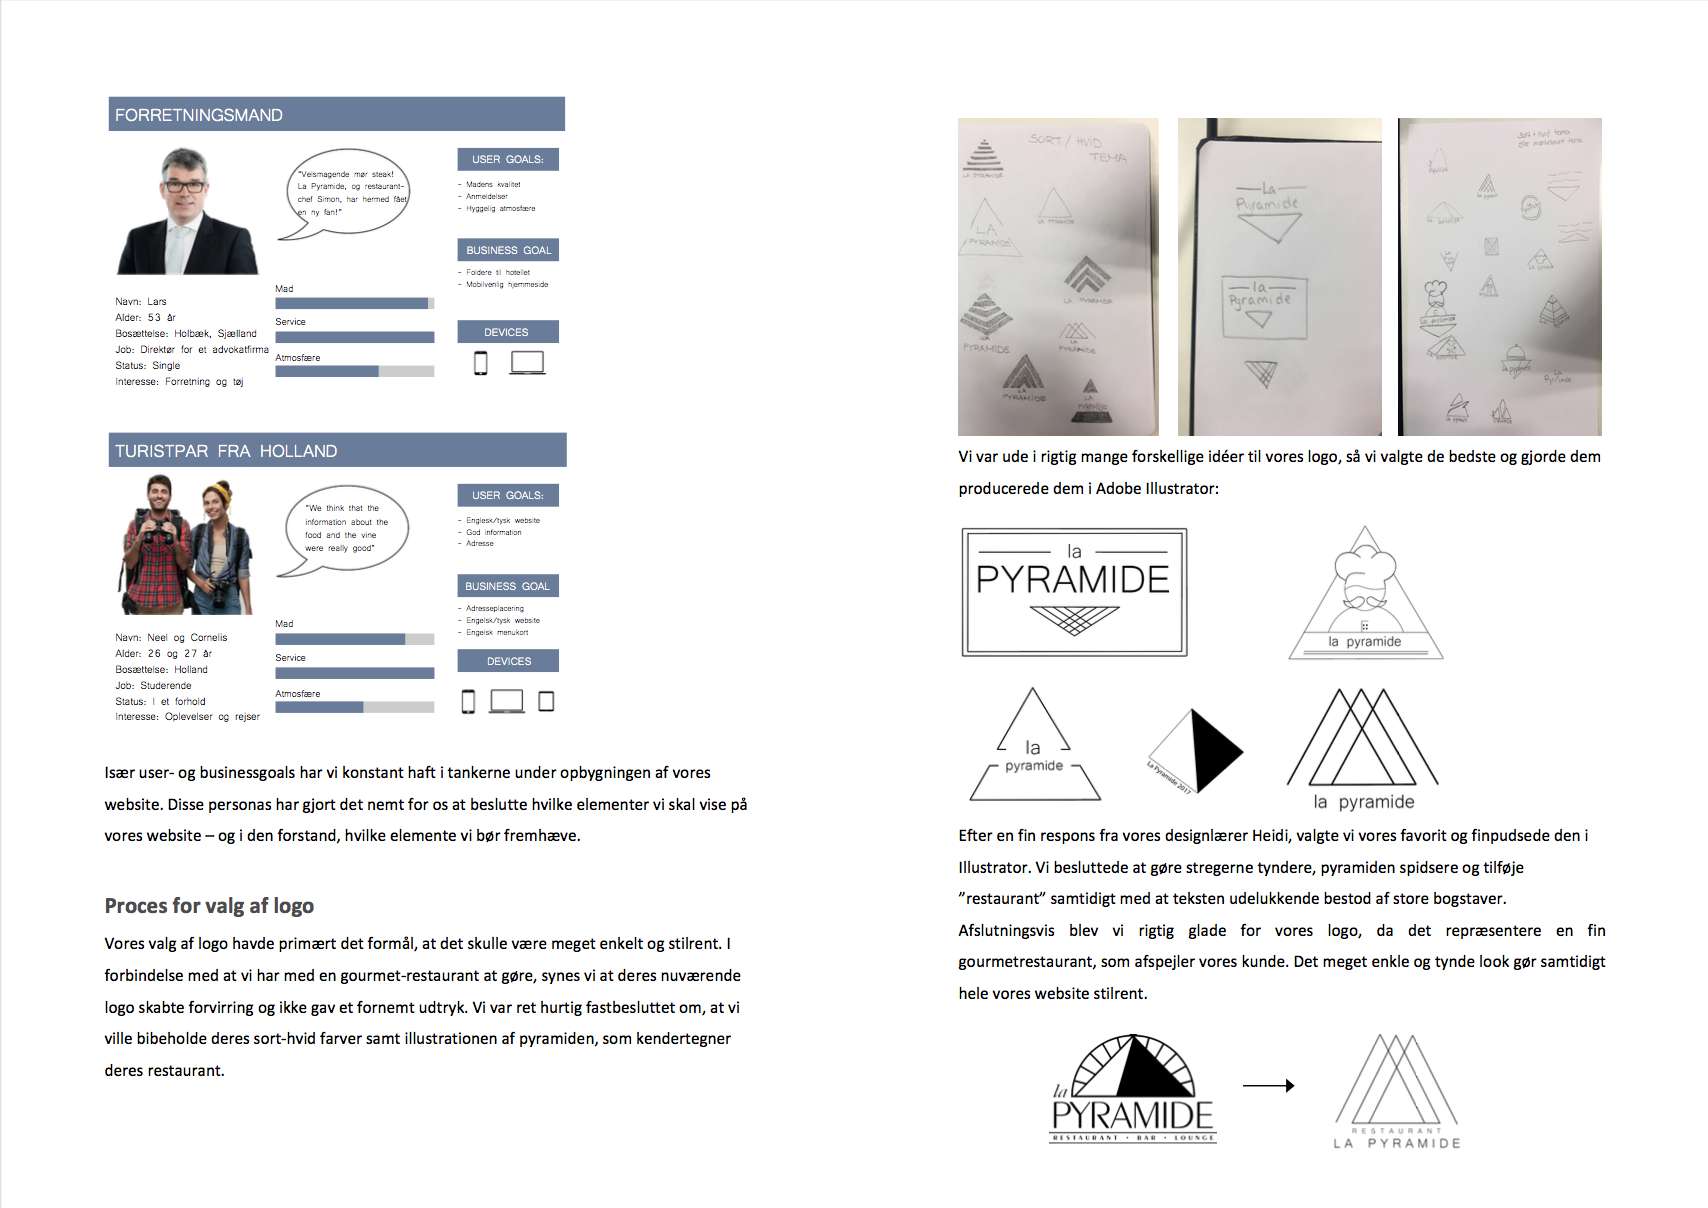 FORRETNINGSMAND
"Velsmagende mør steak!
La Pyramide, og restaurant-
chef Simon, har hermed fået
en ny fan!"
USER GOALS:
- Madens kvalitet
- Anmeldelser
- Hyggelig atmosfære
BUSINESS GOAL
- Foldere til hotellet
- Mobilvenlig hjemmeside
DEVICES
Mad
Service
Atmosfære
Navn: Lars
Alder: 53 år
Bosættelse: Holbæk, Sjælland
Job: Direktør for et advokatfirma
Status: Single
Interesse: Forretning og tøj
TURISTPAR FRA HOLLAND
"We think that the
information about the
food and the vine
were really good"
USER GOALS:
- Englesk/tysk website
- God information
- Adresse
BUSINESS GOAL
- Adresseplacering
- Engelsk/tysk website
- Engelsk menukort
DEVICES
Mad
Service
Atmosfære
Navn: Neel og Cornelis
Alder: 26 og 27 år
Bosættelse: Holland
Job: Studerende
Status: I et forhold
Interesse: Oplevelser og rejser
Især user- og businessgoals har vi konstant haft i tankerne under opbygningen af vores
website. Disse personas har gjort det nemt for os at beslutte hvilke elementer vi skal vise på
vores website – og i den forstand, hvilke elemente vi bør fremhæve.
Proces for valg af logo
Vores valg af logo havde primært det formål, at det skulle være meget enkelt og stilrent. I
forbindelse med at vi har med en gourmet-restaurant at gøre, synes vi at deres nuværende
logo skabte forvirring og ikke gav et fornemt udtryk. Vi var ret hurtig fastbesluttet om, at vi
ville bibeholde deres sort-hvid farver samt illustrationen af pyramiden, som kendertegner
deres restaurant.
SORT / HVID
TEMA
LA PYRAMIDE
LA
PYRAMIDE
LA PYRAMIDE
LA PYRAMIDE
LA
PYRAMIDE
LA PYRAMIDE
LA
PYRAMIDE
LA
PYRAMIDE
La
Pyramide
la
Pyramide
Sort + hvid tema
la pyramide
La
Pyr/mide
Vi var ude i rigtig mange forskellige idéer til vores logo, så vi valgte de bedste og gjorde dem
producerede dem i Adobe Illustrator:
la
PYRAMIDE
la pyramide
la
pyramide
La Pyramide 2017
la pyramide
Efter en fin respons fra vores designlærer Heidi, valgte vi vores favorit og finpudsede den i
Illustrator. Vi besluttede at gøre stregerne tyndere, pyramiden spidsere og tilføje
”restaurant” samtidigt med at teksten udelukkende bestod af store bogstaver.
Afslutningsvis blev vi rigtig glade for vores logo, da det repræsentere en fin
gourmetrestaurant, som afspejler vores kunde. Det meget enkle og tynde look gør samtidigt
hele vores website stilrent.
la
PYRAMIDE
RESTAURANT • BAR • LOUNGE
RESTAURANT
LA PYRAMIDE